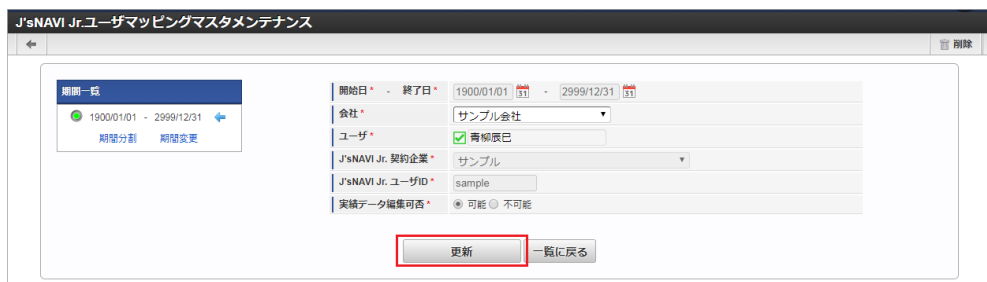 J'sNAVI Jr.ユーザマッピングマスタメンテナンス
削除
期間一覧
1900/01/01 - 2999/12/31
期間分割 期間変更
開始日* - 終了日* 1900/01/01 31 - 2999/12/31 31
会社* サンプル会社
ユーザ* 青柳辰巳
J'sNAVI Jr. 契約企業* サンプル
J'sNAVI Jr. ユーザID* sample
実績データ編集可否* 可能 不可能
更新 一覧に戻る